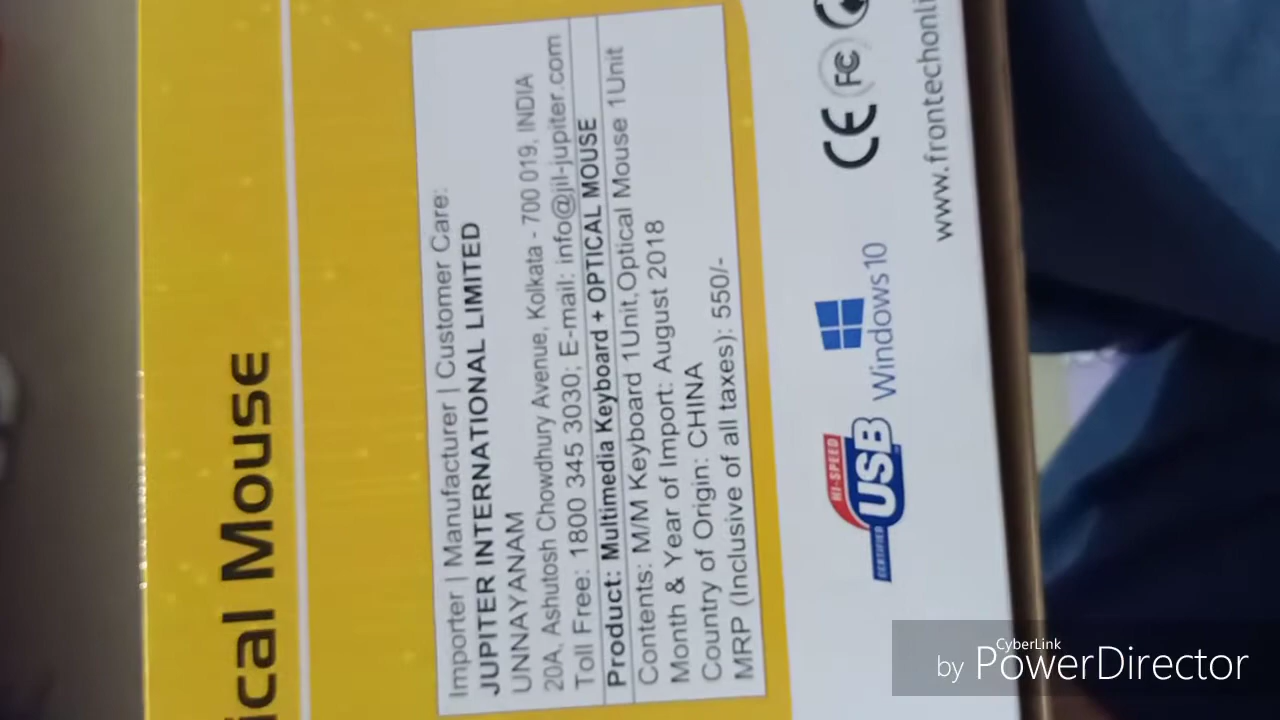 ical Mouse
Importer | Manufacturer | Customer Care:
JUPITER INTERNATIONAL LIMITED
UNNAYANAM
20A, Ashutosh Chowdhury Avenue, Kolkata - 700 019, INDIA
Toll Free: 1800 345 3030; E-mail: info@jil-jupiter.com
Product: Multimedia Keyboard + OPTICAL MOUSE
Contents: M/M Keyboard 1Unit,Optical Mouse 1Unit
Month & Year of Import: August 2018
Country of Origin: CHINA
MRP (Inclusive of all taxes): 550/-
CERTIFIED HI-SPEED USB
Windows 10
CE FC
www.frontechonli
CyberLink
by PowerDirector